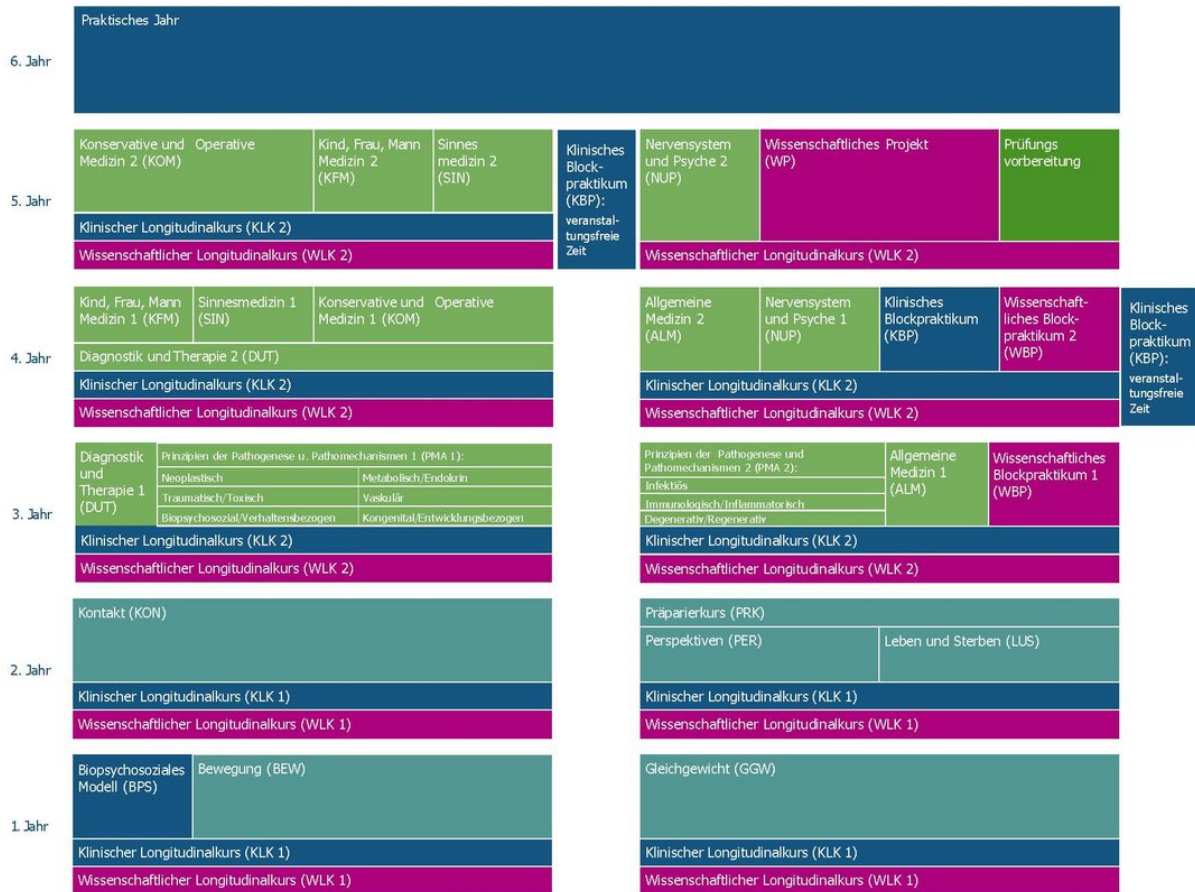 Praktisches Jahr
6. Jahr
Konservative und Operative
Medizin 2 (KOM)
Kind, Frau, Mann
Medizin 2
(KFM)
Sinnes
medizin 2
(SIN)
Klinisches
Block-
praktikum
(KBP):
veranstal-
tungsfreie
Zeit
Nervensystem
und Psyche 2
(NUP)
Wissenschaftliches Projekt
(WP)
Prüfungs
vorbereitung
5. Jahr
Klinischer Longitudinalkurs (KLK 2)
Wissenschaftlicher Longitudinalkurs (WLK 2)
Wissenschaftlicher Longitudinalkurs (WLK 2)
Kind, Frau, Mann
Medizin 1 (KFM)
Sinnesmedizin 1
(SIN)
Konservative und Operative
Medizin 1 (KOM)
Allgemeine
Medizin 2
(ALM)
Nervensystem
und Psyche 1
(NUP)
Klinisches
Blockpraktikum
(KBP)
Wissenschaft-
liches Block-
praktikum 2
(WBP)
Klinisches
Block-
praktikum
(KBP):
veranstal-
tungsfreie
Zeit
4. Jahr
Diagnostik und Therapie 2 (DUT)
Klinischer Longitudinalkurs (KLK 2)
Klinischer Longitudinalkurs (KLK 2)
Wissenschaftlicher Longitudinalkurs (WLK 2)
Wissenschaftlicher Longitudinalkurs (WLK 2)
Diagnostik
und
Therapie 1
(DUT)
Prinzipien der Pathogenese u. Pathomechanismen 1 (PMA 1):
Neoplastisch
Metabolisch/Endokrin
Traumatisch/Toxisch
Vaskulär
Biopsychosozial/Verhaltensbezogen
Kongenital/Entwicklungsbezogen
Prinzipien der Pathogenese und
Pathomechanismen 2 (PMA 2):
Infektiös
Immunologisch/Inflammatorisch
Degenerativ/Regenerativ
Allgemeine
Medizin 1
(ALM)
Wissenschaftliches
Blockpraktikum 1
(WBP)
3. Jahr
Klinischer Longitudinalkurs (KLK 2)
Klinischer Longitudinalkurs (KLK 2)
Wissenschaftlicher Longitudinalkurs (WLK 2)
Wissenschaftlicher Longitudinalkurs (WLK 2)
Kontakt (KON)
Präparierkurs (PRK)
Perspektiven (PER)
Leben und Sterben (LUS)
2. Jahr
Klinischer Longitudinalkurs (KLK 1)
Klinischer Longitudinalkurs (KLK 1)
Wissenschaftlicher Longitudinalkurs (WLK 1)
Wissenschaftlicher Longitudinalkurs (WLK 1)
Biopsychosoziales
Modell (BPS)
Bewegung (BEW)
Gleichgewicht (GGW)
1. Jahr
Klinischer Longitudinalkurs (KLK 1)
Klinischer Longitudinalkurs (KLK 1)
Wissenschaftlicher Longitudinalkurs (WLK 1)
Wissenschaftlicher Longitudinalkurs (WLK 1)